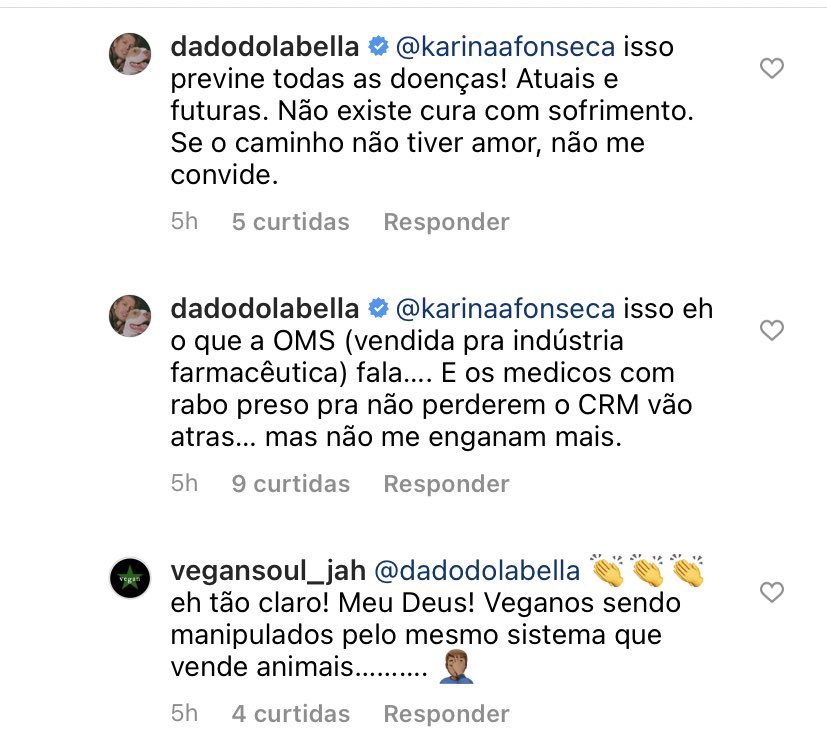 dadodolabella @karinaafonseca isso
previne todas as doenças! Atuais e
futuras. Não existe cura com sofrimento.
Se o caminho não tiver amor, não me
convide.
5h 5 curtidas Responder
dadodolabella @karinaafonseca isso eh
o que a OMS (vendida pra indústria
farmacêutica) fala.... E os medicos com
rabo preso pra não perderem o CRM vão
atras... mas não me enganam mais.
5h 9 curtidas Responder
vegan
vegansoul_jah @dadodolabella 👏👏👏
eh tão claro! Meu Deus! Veganos sendo
manipulados pelo mesmo sistema que
vende animais.......... 🤦🏾‍♂️
5h 4 curtidas Responder